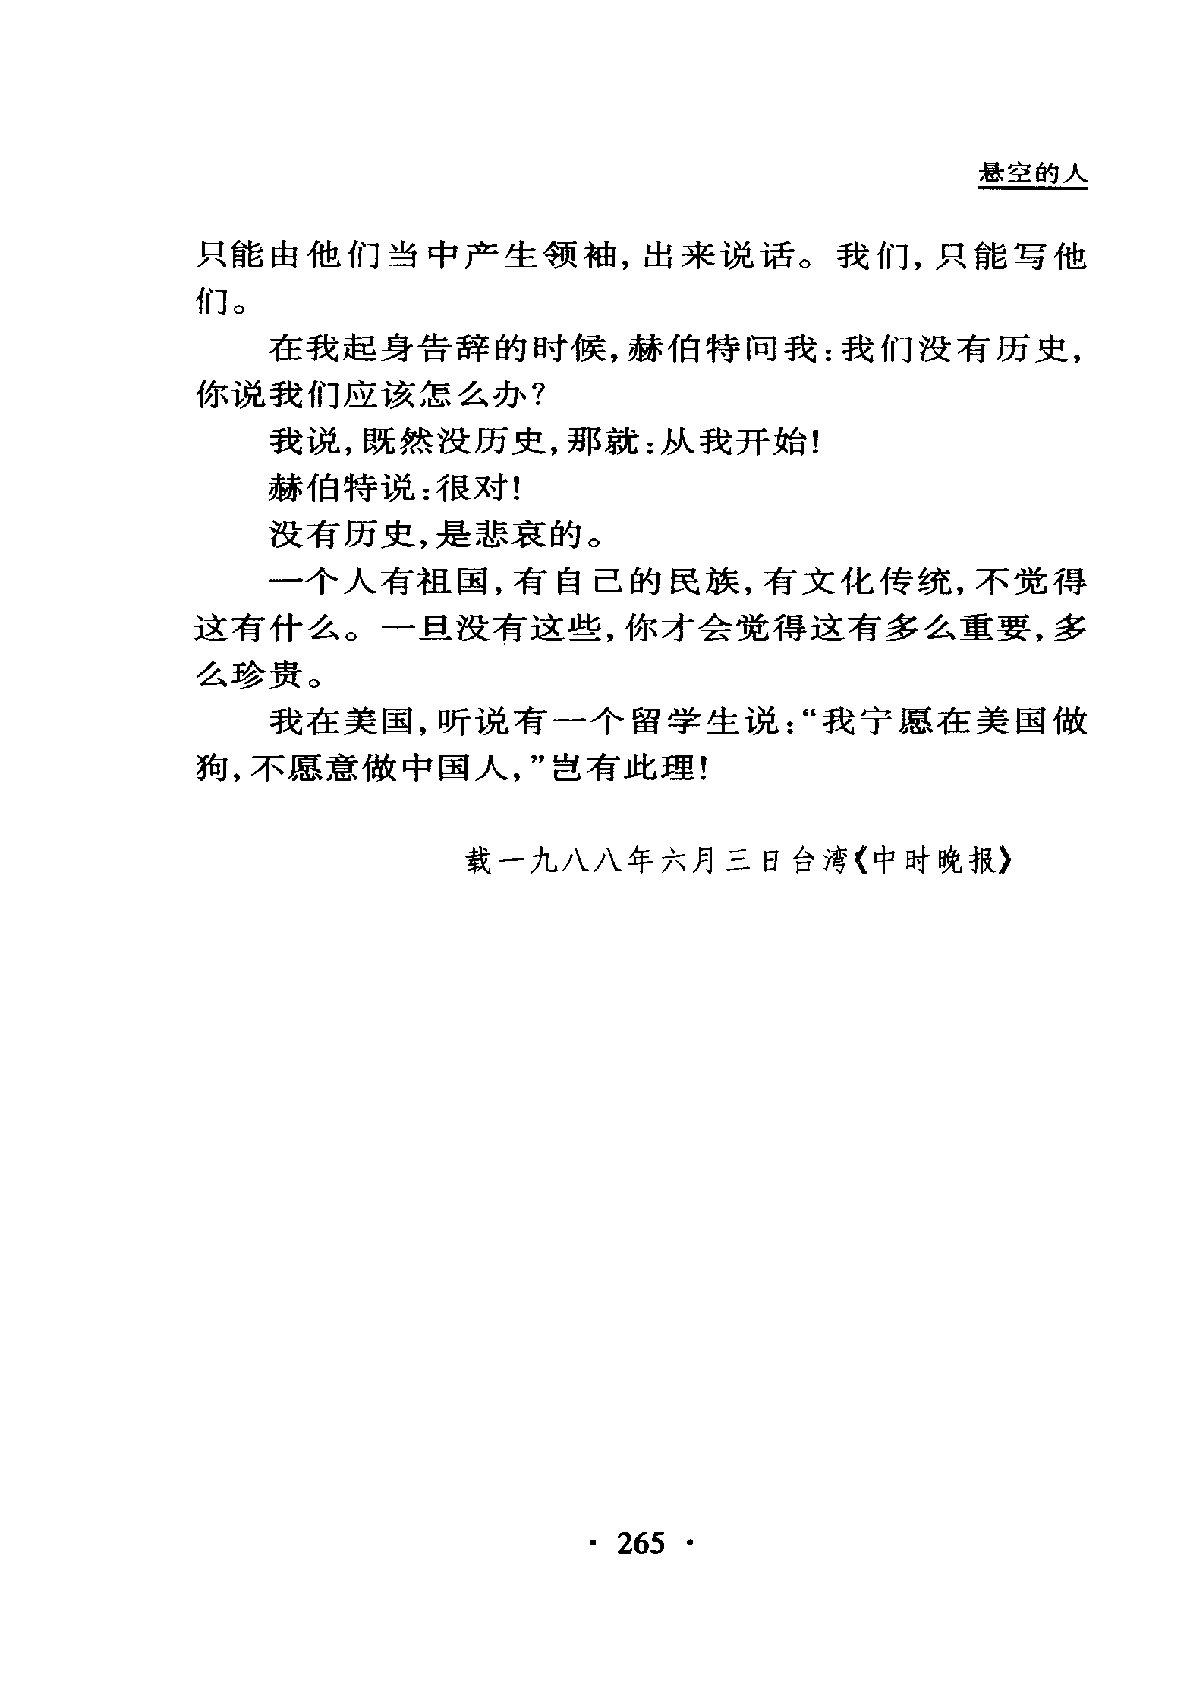 悬空的人
只能由他们当中产生领袖,出来说话。我们,只能写他
们。
在我起身告辞的时候,赫伯特问我:我们没有历史,
你说我们应该怎么办?
我说,既然没历史,那就:从我开始!
赫伯特说:很对!
没有历史,是悲哀的。
一个人有祖国,有自己的民族,有文化传统,不觉得
这有什么。一旦没有这些,你才会觉得这有多么重要,多
么珍贵。
我在美国,听说有一个留学生说:“我宁愿在美国做
狗,不愿意做中国人,”岂有此理!
载一九八八年六月三日台湾《中时晚报》
· 265 ·